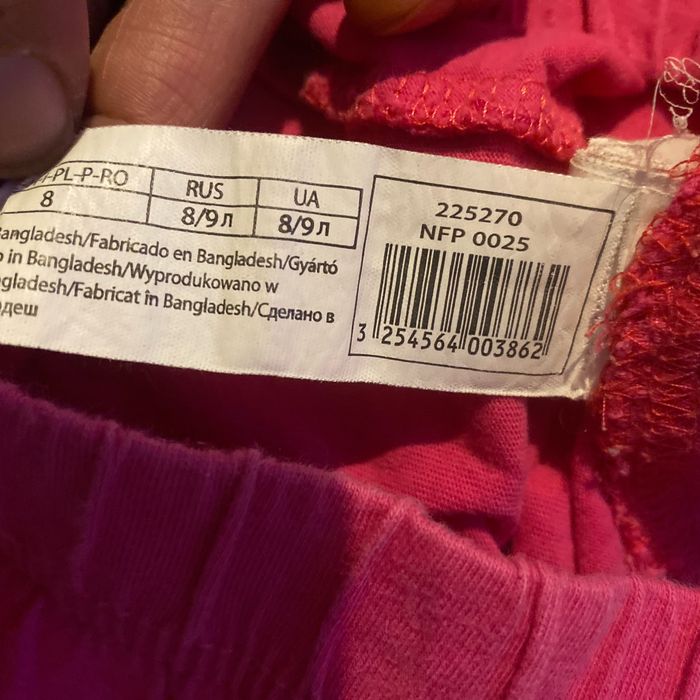 -PL-P-RO RUS UA
8 8/9 л 8/9 л
Bangladesh/Fabricado en Bangladesh/Gyártó
in Bangladesh/Wyprodukowano w
gladesh/Fabricat în Bangladesh/Сделано в
деш
225270
NFP 0025
3 254564 003862